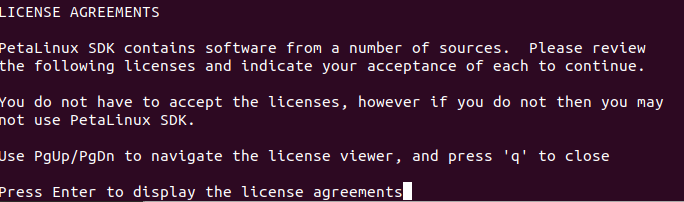 LICENSE AGREEMENTS
PetaLinux SDK contains software from a number of sources.  Please review
the following licenses and indicate your acceptance of each to continue.
You do not have to accept the licenses, however if you do not then you may
not use PetaLinux SDK.
Use PgUp/PgDn to navigate the license viewer, and press 'q' to close
Press Enter to display the license agreements